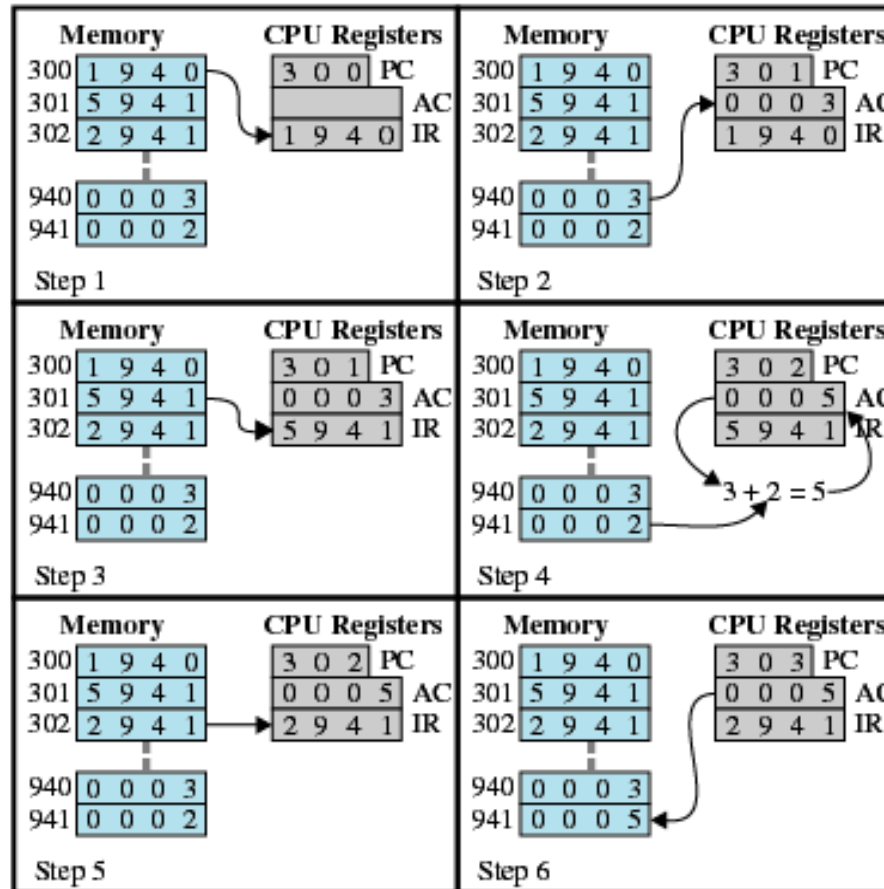 Memory CPU Registers
300 1 9 4 0 3 0 0 PC
301 5 9 4 1 AC
302 2 9 4 1 1 9 4 0 IR
940 0 0 0 3
941 0 0 0 2
Step 1
Memory CPU Registers
300 1 9 4 0 3 0 1 PC
301 5 9 4 1 0 0 0 3 AC
302 2 9 4 1 1 9 4 0 IR
940 0 0 0 3
941 0 0 0 2
Step 2
Memory CPU Registers
300 1 9 4 0 3 0 1 PC
301 5 9 4 1 0 0 0 3 AC
302 2 9 4 1 5 9 4 1 IR
940 0 0 0 3
941 0 0 0 2
Step 3
Memory CPU Registers
300 1 9 4 0 3 0 2 PC
301 5 9 4 1 0 0 0 5 AC
302 2 9 4 1 5 9 4 1 IR
940 0 0 0 3 3 + 2 = 5
941 0 0 0 2
Step 4
Memory CPU Registers
300 1 9 4 0 3 0 2 PC
301 5 9 4 1 0 0 0 5 AC
302 2 9 4 1 2 9 4 1 IR
940 0 0 0 3
941 0 0 0 2
Step 5
Memory CPU Registers
300 1 9 4 0 3 0 3 PC
301 5 9 4 1 0 0 0 5 AC
302 2 9 4 1 2 9 4 1 IR
940 0 0 0 3
941 0 0 0 5
Step 6